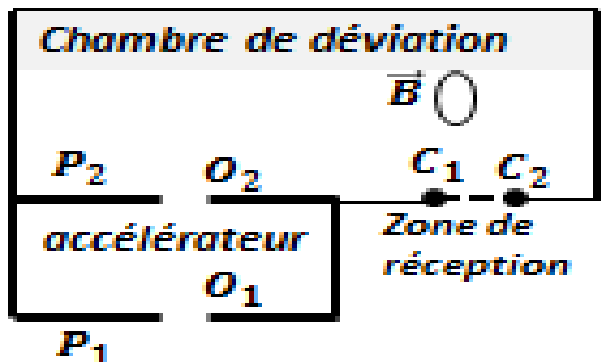 Chambre de déviation
B
C1 C2
P2 O2
Zone de
accélérateur
réception
O1
P1